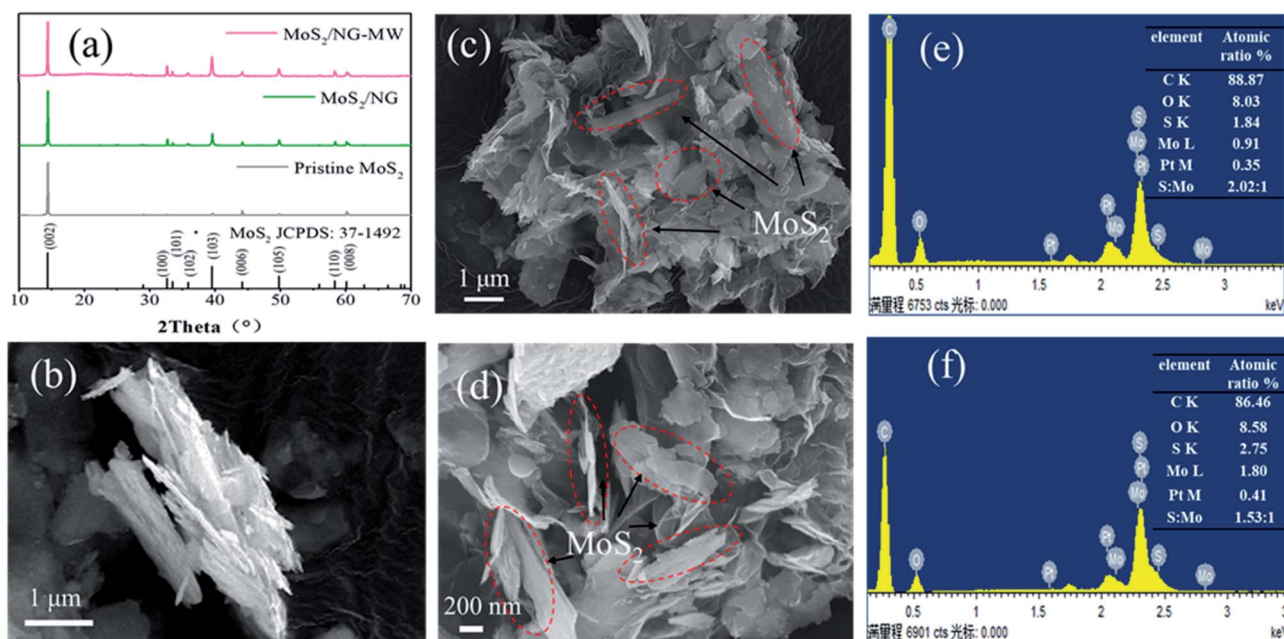 (a)
MoS2/NG-MW
MoS2/NG
Pristine MoS2
MoS2 JCPDS: 37-1492
(002)
(100)
(101)
(102)
*
(103)
(006)
(105)
(110)
(008)
10 20 30 40 50 60 70
2Theta (°)
(b)
1 μm
(c)
MoS2
1 μm
(d)
MoS2
200 nm
(e)
element Atomic
ratio %
C K 88.87
O K 8.03
S K 1.84
Mo L 0.91
Pt M 0.35
S:Mo 2.02:1
C
O
Pt
Pt
Mo
S
Mo
Pt
S
Mo
0.5 1 1.5 2 2.5 3
满量程 6753 cts 光标: 0.000 keV
(f)
element Atomic
ratio %
C K 86.46
O K 8.58
S K 2.75
Mo L 1.80
Pt M 0.41
S:Mo 1.53:1
C
O
Pt
Pt
Mo
S
Pt
Mo
S
Mo
0.5 1 1.5 2 2.5 3
满量程 6901 cts 光标: 0.000 keV